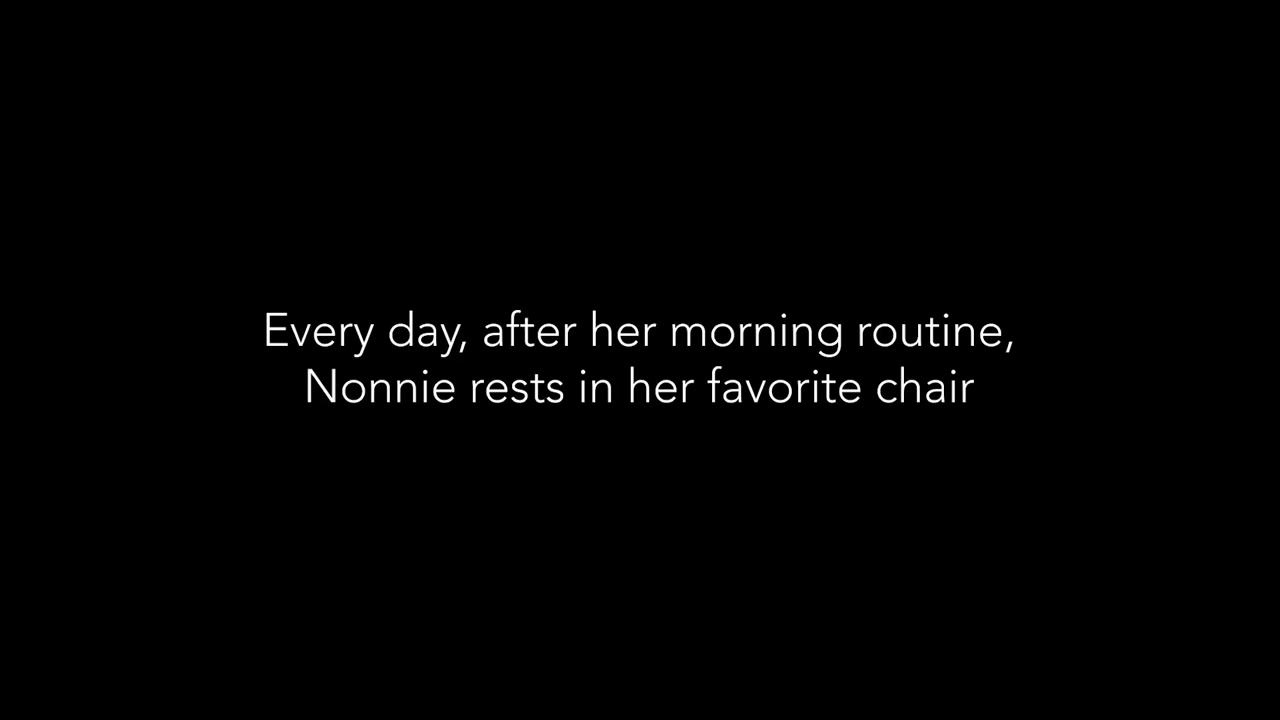 Every day, after her morning routine,
Nonnie rests in her favorite chair